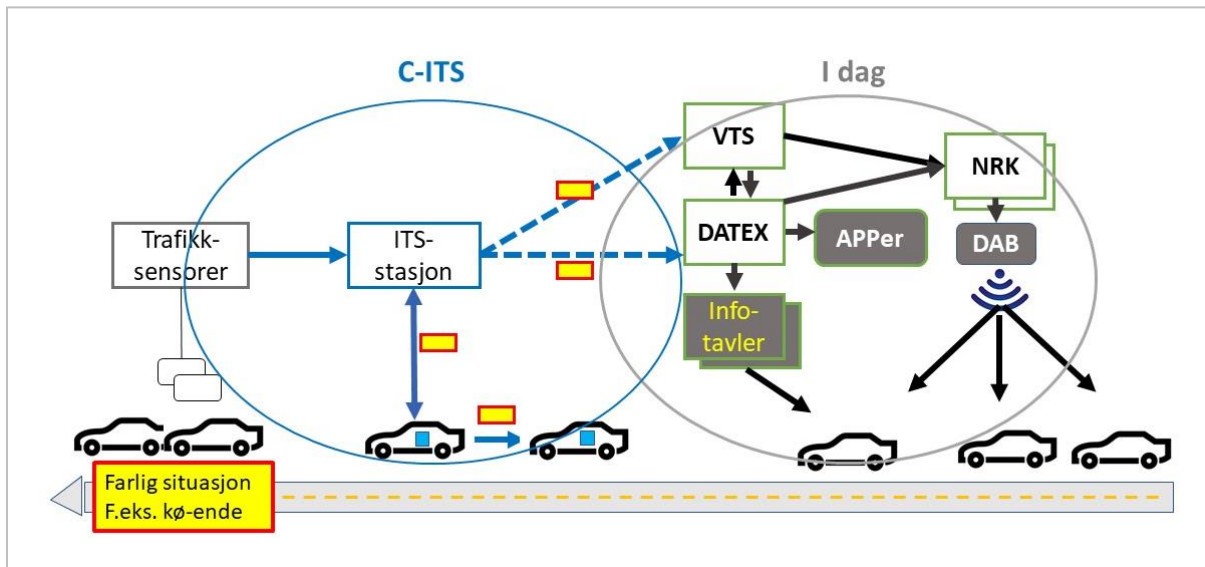 C-ITS
I dag
VTS
NRK
Trafikk-
sensorer
ITS-
stasjon
DATEX
APPer
DAB
Info-
tavler
Farlig situasjon
F.eks. kø-ende